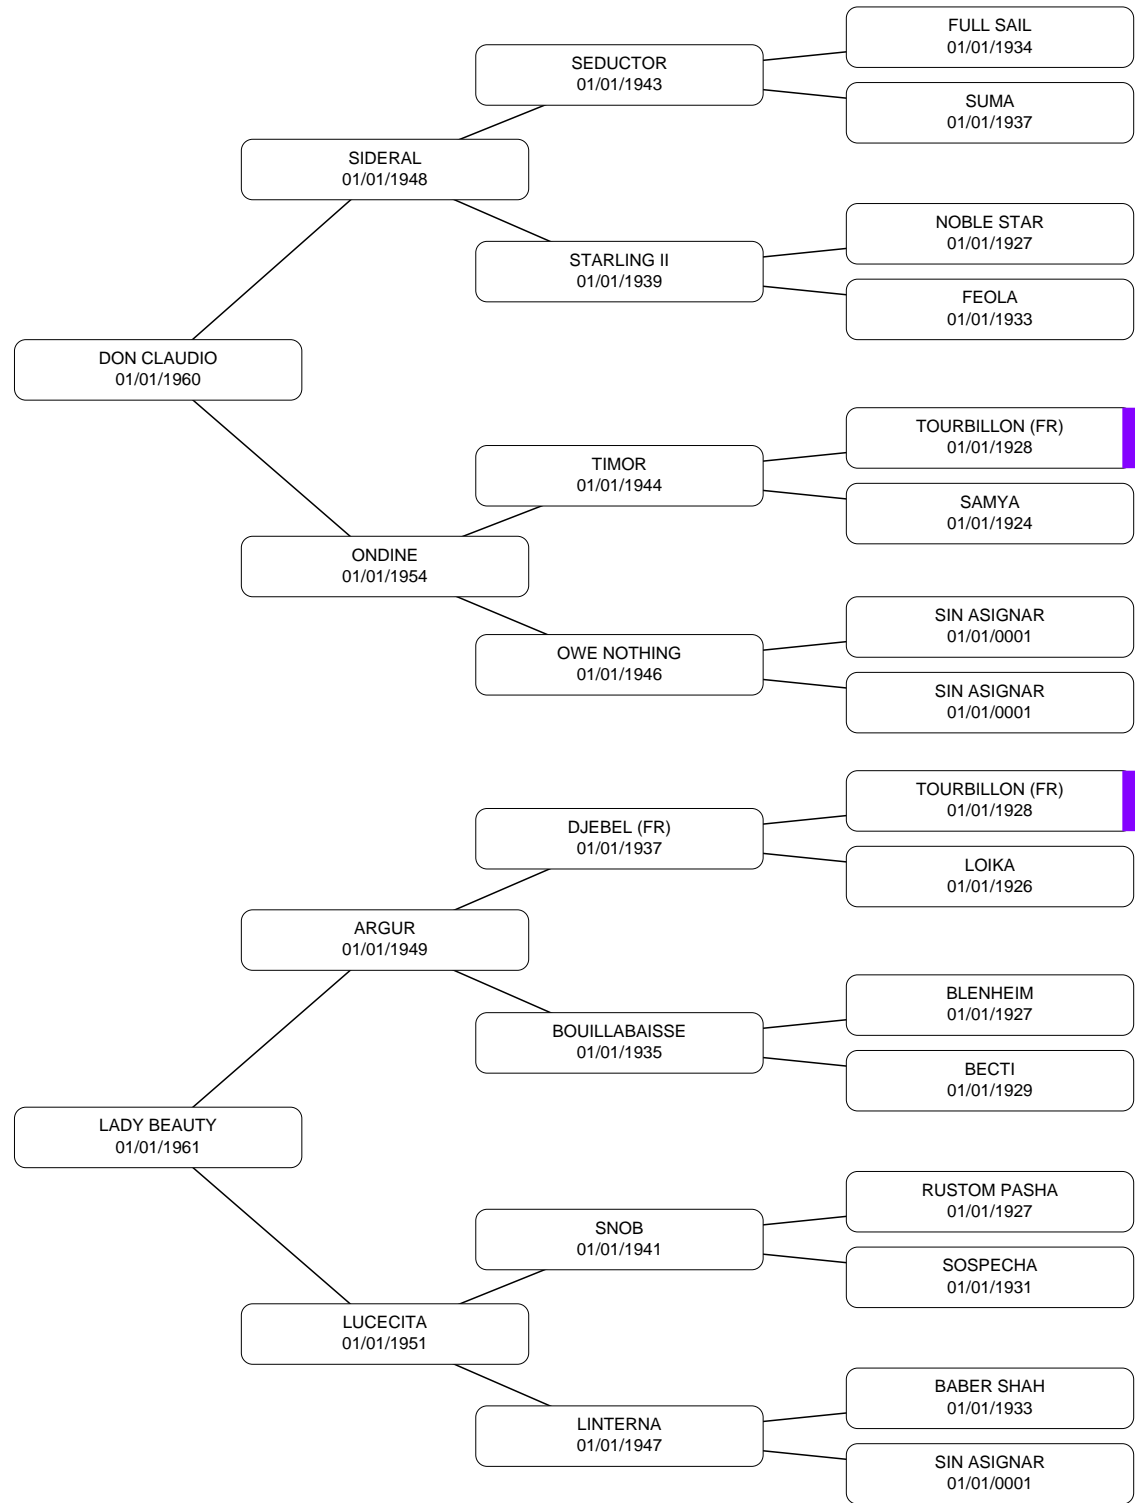 FULL SAIL
01/01/1934
SEDUCTOR
01/01/1943
SUMA
01/01/1937
SIDERAL
01/01/1948
NOBLE STAR
01/01/1927
STARLING II
01/01/1939
FEOLA
01/01/1933
DON CLAUDIO
01/01/1960
TOURBILLON (FR)
01/01/1928
TIMOR
01/01/1944
SAMYA
01/01/1924
ONDINE
01/01/1954
SIN ASIGNAR
01/01/0001
OWE NOTHING
01/01/1946
SIN ASIGNAR
01/01/0001
TOURBILLON (FR)
01/01/1928
DJEBEL (FR)
01/01/1937
LOIKA
01/01/1926
ARGUR
01/01/1949
BLENHEIM
01/01/1927
BOUILLABAISSE
01/01/1935
BECTI
01/01/1929
LADY BEAUTY
01/01/1961
RUSTOM PASHA
01/01/1927
SNOB
01/01/1941
SOSPECHA
01/01/1931
LUCECITA
01/01/1951
BABER SHAH
01/01/1933
LINTERNA
01/01/1947
SIN ASIGNAR
01/01/0001